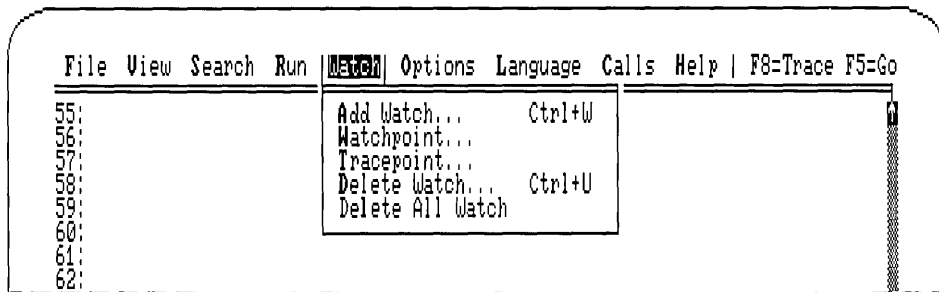 File View Search Run Watch Options Language Calls Help | F8=Trace F5=Go
55:
56:
57:
58:
59:
60:
61:
62:
Add Watch... Ctrl+W
Watchpoint...
Tracepoint...
Delete Watch... Ctrl+U
Delete All Watch